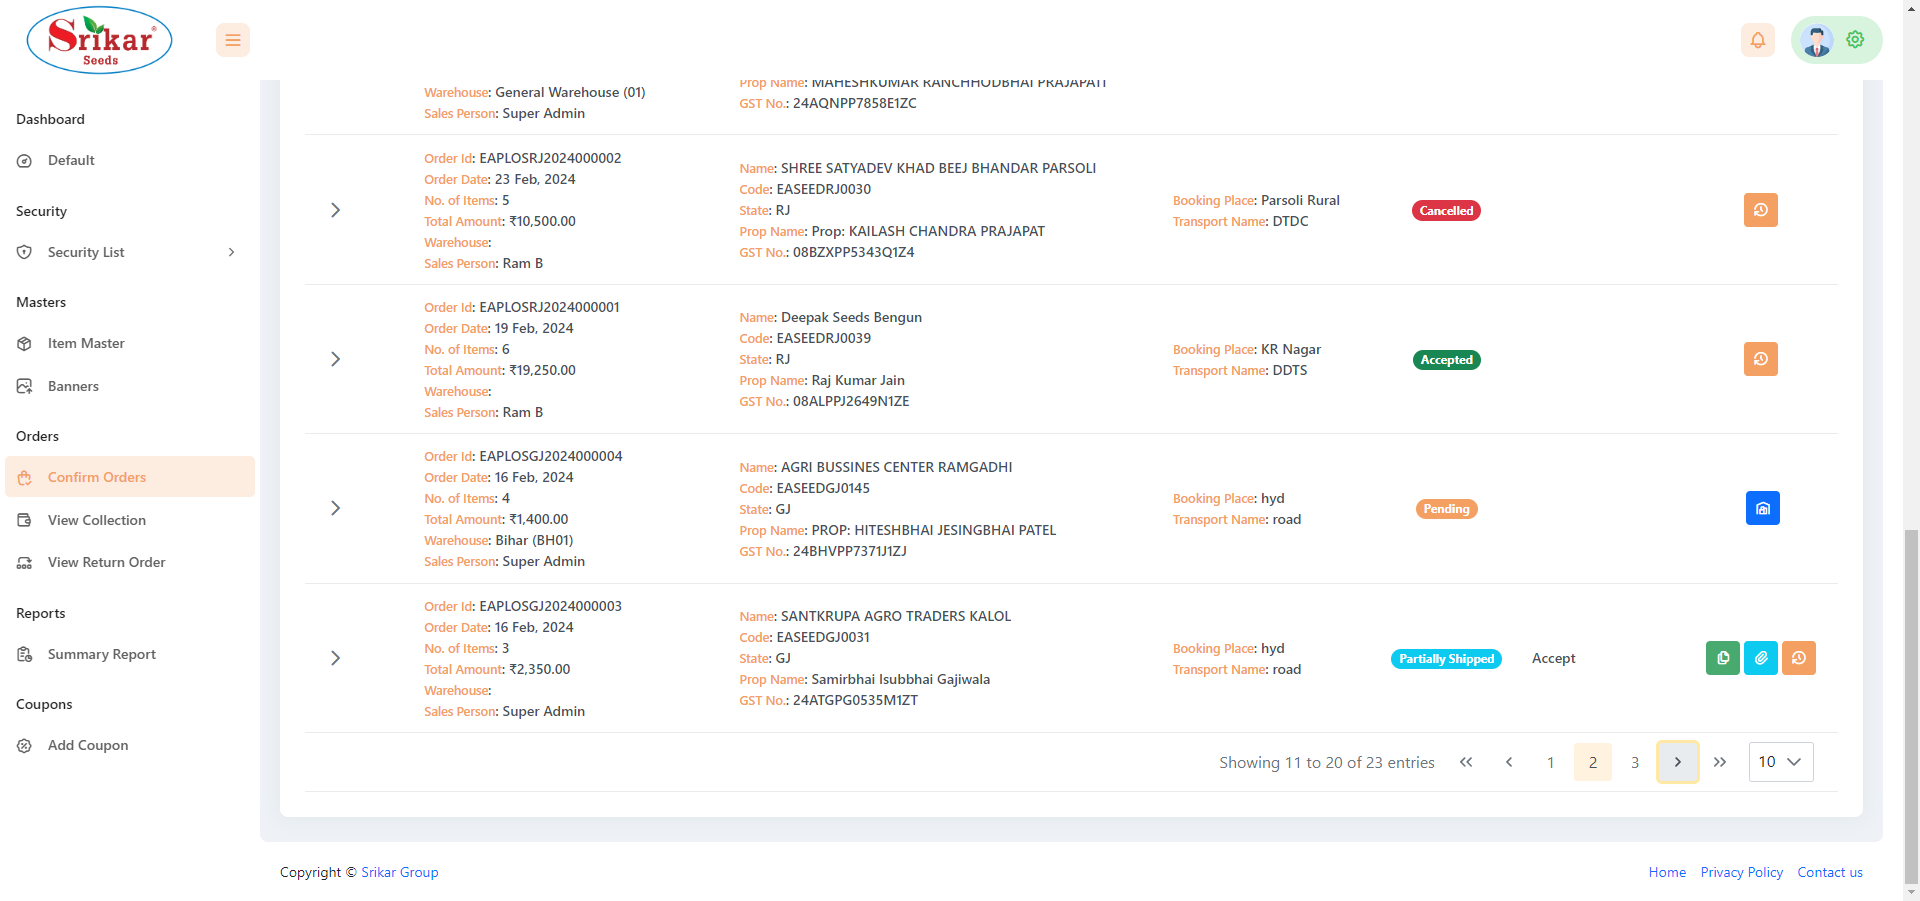 Srikar
Seeds
Dashboard
Default
Security
Security List
Masters
Item Master
Banners
Orders
Confirm Orders
View Collection
View Return Order
Reports
Summary Report
Coupons
Add Coupon
Warehouse: General Warehouse (01)
Sales Person: Super Admin
Prop Name: MAHESHKUMAR RANCHHODBHAI PRAJAPATI
GST No.: 24AQNPP7858E1ZC
Order Id: EAPLOSRJ2024000002
Order Date: 23 Feb, 2024
No. of Items: 5
Total Amount: ₹10,500.00
Warehouse:
Sales Person: Ram B
Name: SHREE SATYADEV KHAD BEEJ BHANDAR PARSOLI
Code: EASEEDRJ0030
State: RJ
Prop Name: Prop: KAILASH CHANDRA PRAJAPAT
GST No.: 08BZXPP5343Q1Z4
Booking Place: Parsoli Rural
Transport Name: DTDC
Cancelled
Order Id: EAPLOSRJ2024000001
Order Date: 19 Feb, 2024
No. of Items: 6
Total Amount: ₹19,250.00
Warehouse:
Sales Person: Ram B
Name: Deepak Seeds Bengun
Code: EASEEDRJ0039
State: RJ
Prop Name: Raj Kumar Jain
GST No.: 08ALPPJ2649N1ZE
Booking Place: KR Nagar
Transport Name: DDTS
Accepted
Order Id: EAPLOSGJ2024000004
Order Date: 16 Feb, 2024
No. of Items: 4
Total Amount: ₹1,400.00
Warehouse: Bihar (BH01)
Sales Person: Super Admin
Name: AGRI BUSSINES CENTER RAMGADHI
Code: EASEEDGJ0145
State: GJ
Prop Name: PROP: HITESHBHAI JESINGBHAI PATEL
GST No.: 24BHVPP7371J1ZJ
Booking Place: hyd
Transport Name: road
Pending
Order Id: EAPLOSGJ2024000003
Order Date: 16 Feb, 2024
No. of Items: 3
Total Amount: ₹2,350.00
Warehouse:
Sales Person: Super Admin
Name: SANTKRUPA AGRO TRADERS KALOL
Code: EASEEDGJ0031
State: GJ
Prop Name: Samirbhai Isubbhai Gajiwala
GST No.: 24ATGPG0535M1ZT
Booking Place: hyd
Transport Name: road
Partially Shipped
Accept
Showing 11 to 20 of 23 entries « ‹ 1 2 3 › » 10
Copyright © Srikar Group
Home Privacy Policy Contact us